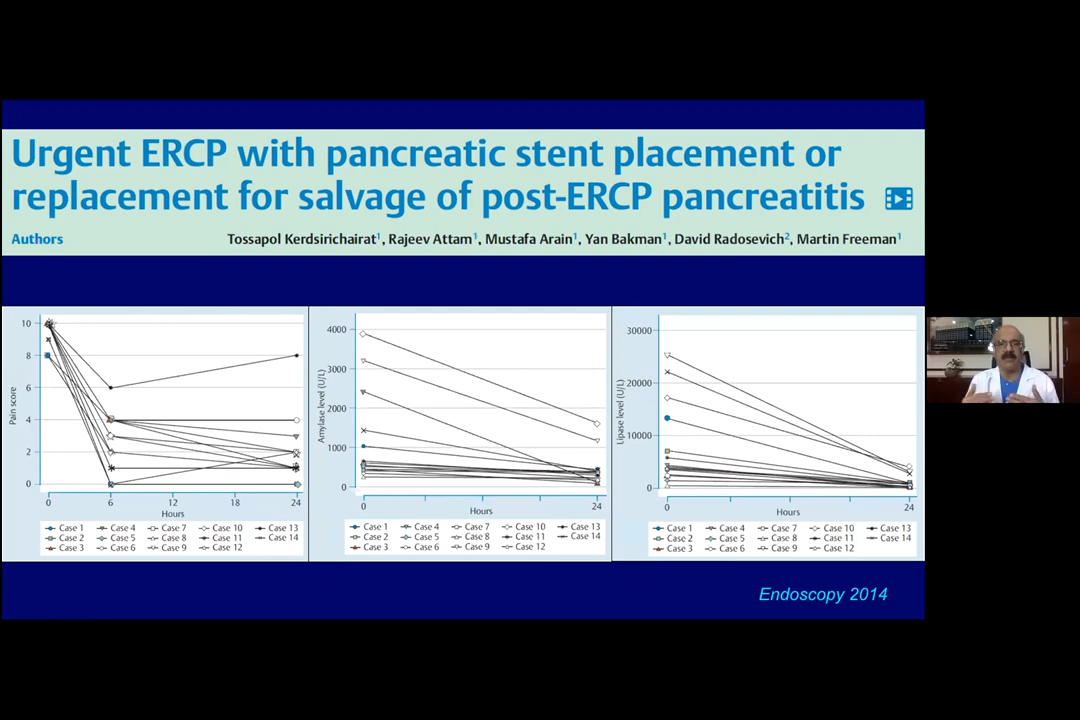 Urgent ERCP with pancreatic stent placement or
replacement for salvage of post-ERCP pancreatitis
Authors
Tossapol Kerdsirichairat1, Rajeev Attam1, Mustafa Arain1, Yan Bakman1, David Radosevich2, Martin Freeman1
Pain score
10
8
6
4
2
0
0 6 12 18 24
Hours
Case 1 Case 4 Case 7 Case 10 Case 13
Case 2 Case 5 Case 8 Case 11 Case 14
Case 3 Case 6 Case 9 Case 12
Amylase level (U/L)
4000
3000
2000
1000
0
0 24
Hours
Case 1 Case 4 Case 7 Case 10 Case 13
Case 2 Case 5 Case 8 Case 11 Case 14
Case 3 Case 6 Case 9 Case 12
Lipase level (U/L)
30000
20000
10000
0
0 24
Hours
Case 1 Case 4 Case 7 Case 10 Case 13
Case 2 Case 5 Case 8 Case 11 Case 14
Case 3 Case 6 Case 9 Case 12
Endoscopy 2014